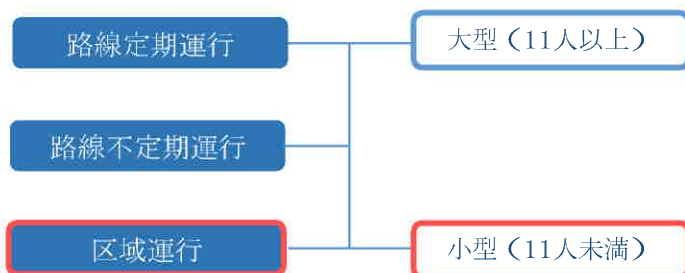 路線定期運行
大型（11人以上）
路線不定期運行
区域運行
小型（11人未満）